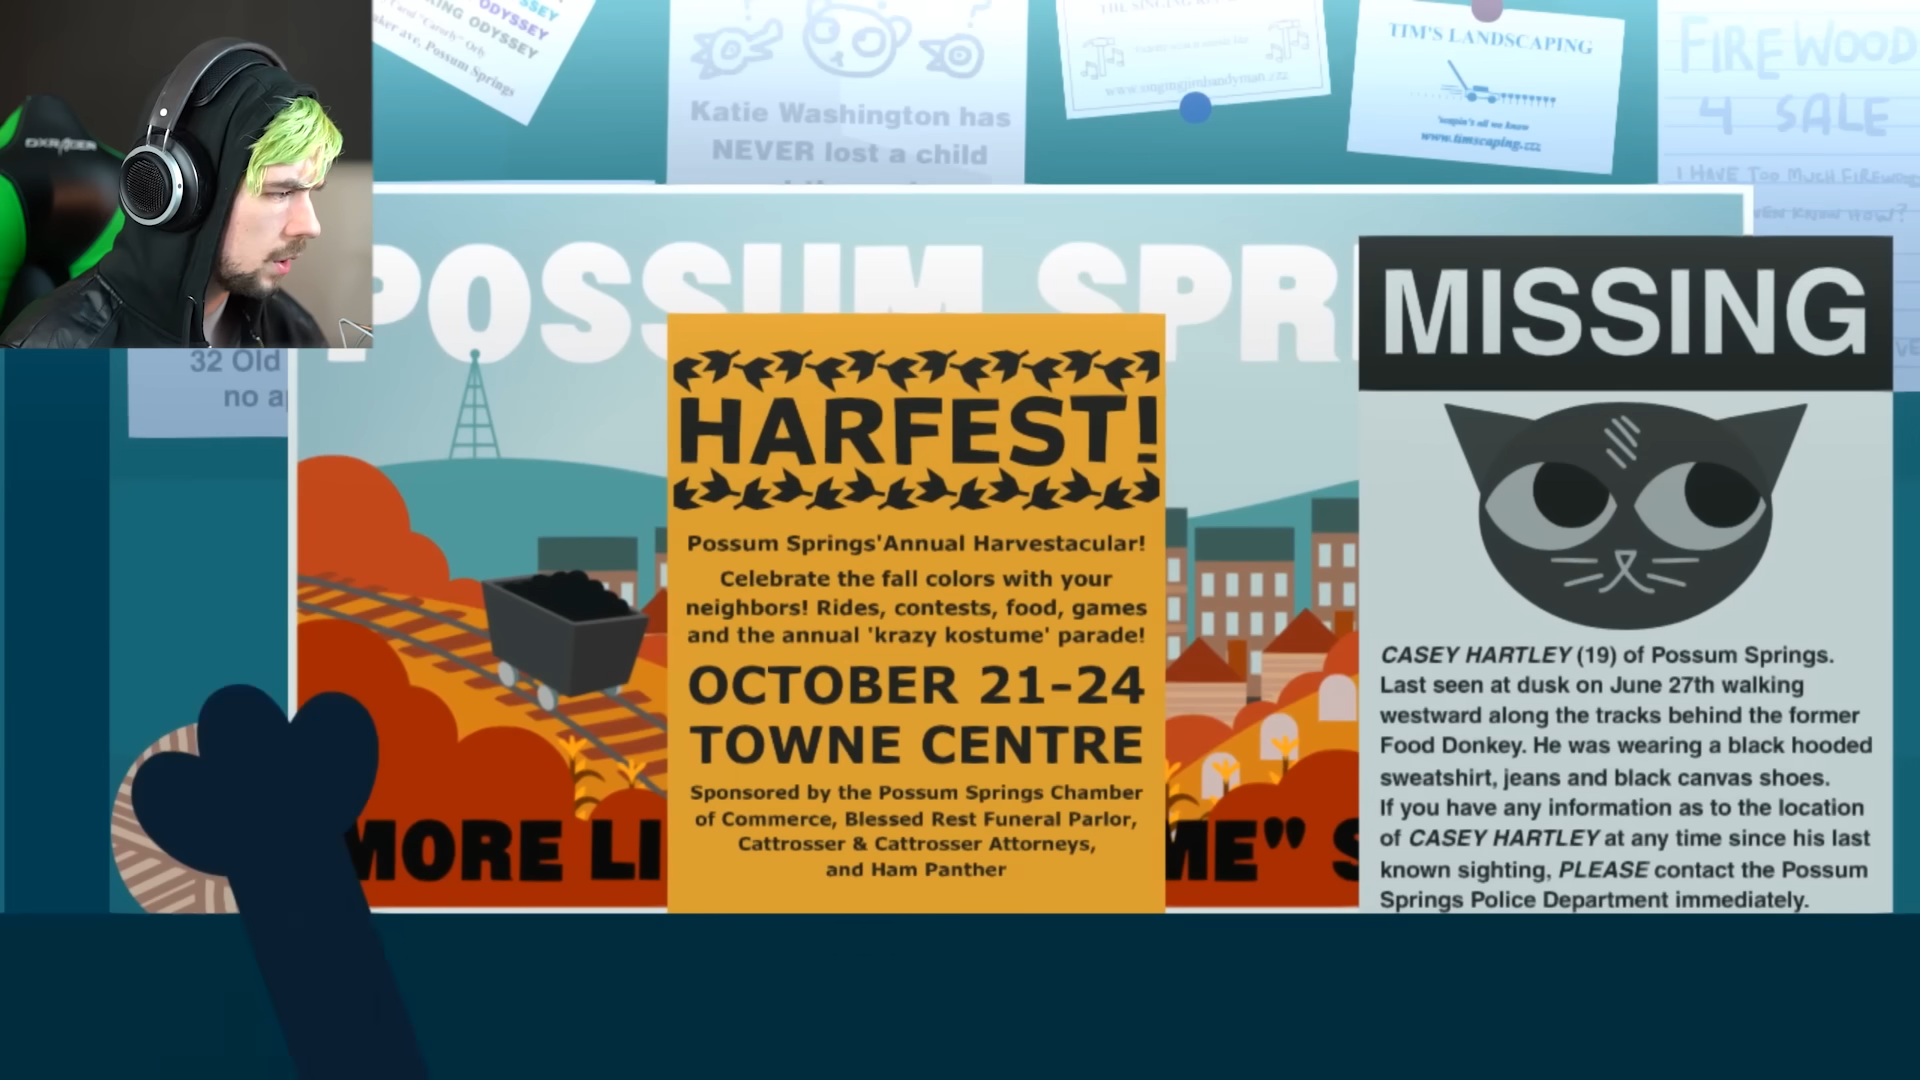 DXRACER
ODYSSEY
KING ODYSSEY
Possum Springs
Katie Washington has
NEVER lost a child
TIM'S LANDSCAPING
www.timscaping.zzz
FIREWOOD
4 SALE
I HAVE TOO MUCH FIREWOOD
KNOW HOW?
32 Old
no
POSSUM SPRI
HARFEST!
Possum Springs'Annual Harvestacular!
Celebrate the fall colors with your
neighbors! Rides, contests, food, games
and the annual 'krazy kostume' parade!
OCTOBER 21-24
TOWNE CENTRE
Sponsored by the Possum Springs Chamber
of Commerce, Blessed Rest Funeral Parlor,
Cattrosser & Cattrosser Attorneys,
and Ham Panther
MORE LI
ME" S
MISSING
CASEY HARTLEY (19) of Possum Springs.
Last seen at dusk on June 27th walking
westward along the tracks behind the former
Food Donkey. He was wearing a black hooded
sweatshirt, jeans and black canvas shoes.
If you have any information as to the location
of CASEY HARTLEY at any time since his last
known sighting, PLEASE contact the Possum
Springs Police Department immediately.